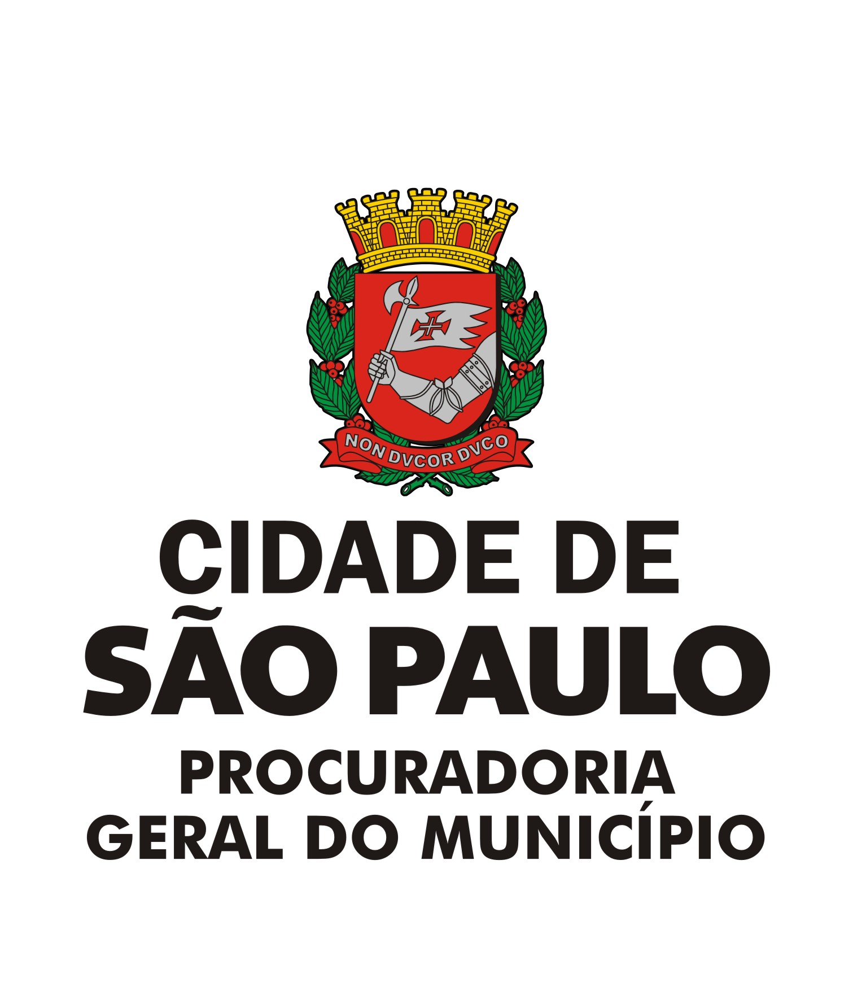 NON DVCOR DVCO
CIDADE DE
SÃO PAULO
PROCURADORIA
GERAL DO MUNICÍPIO